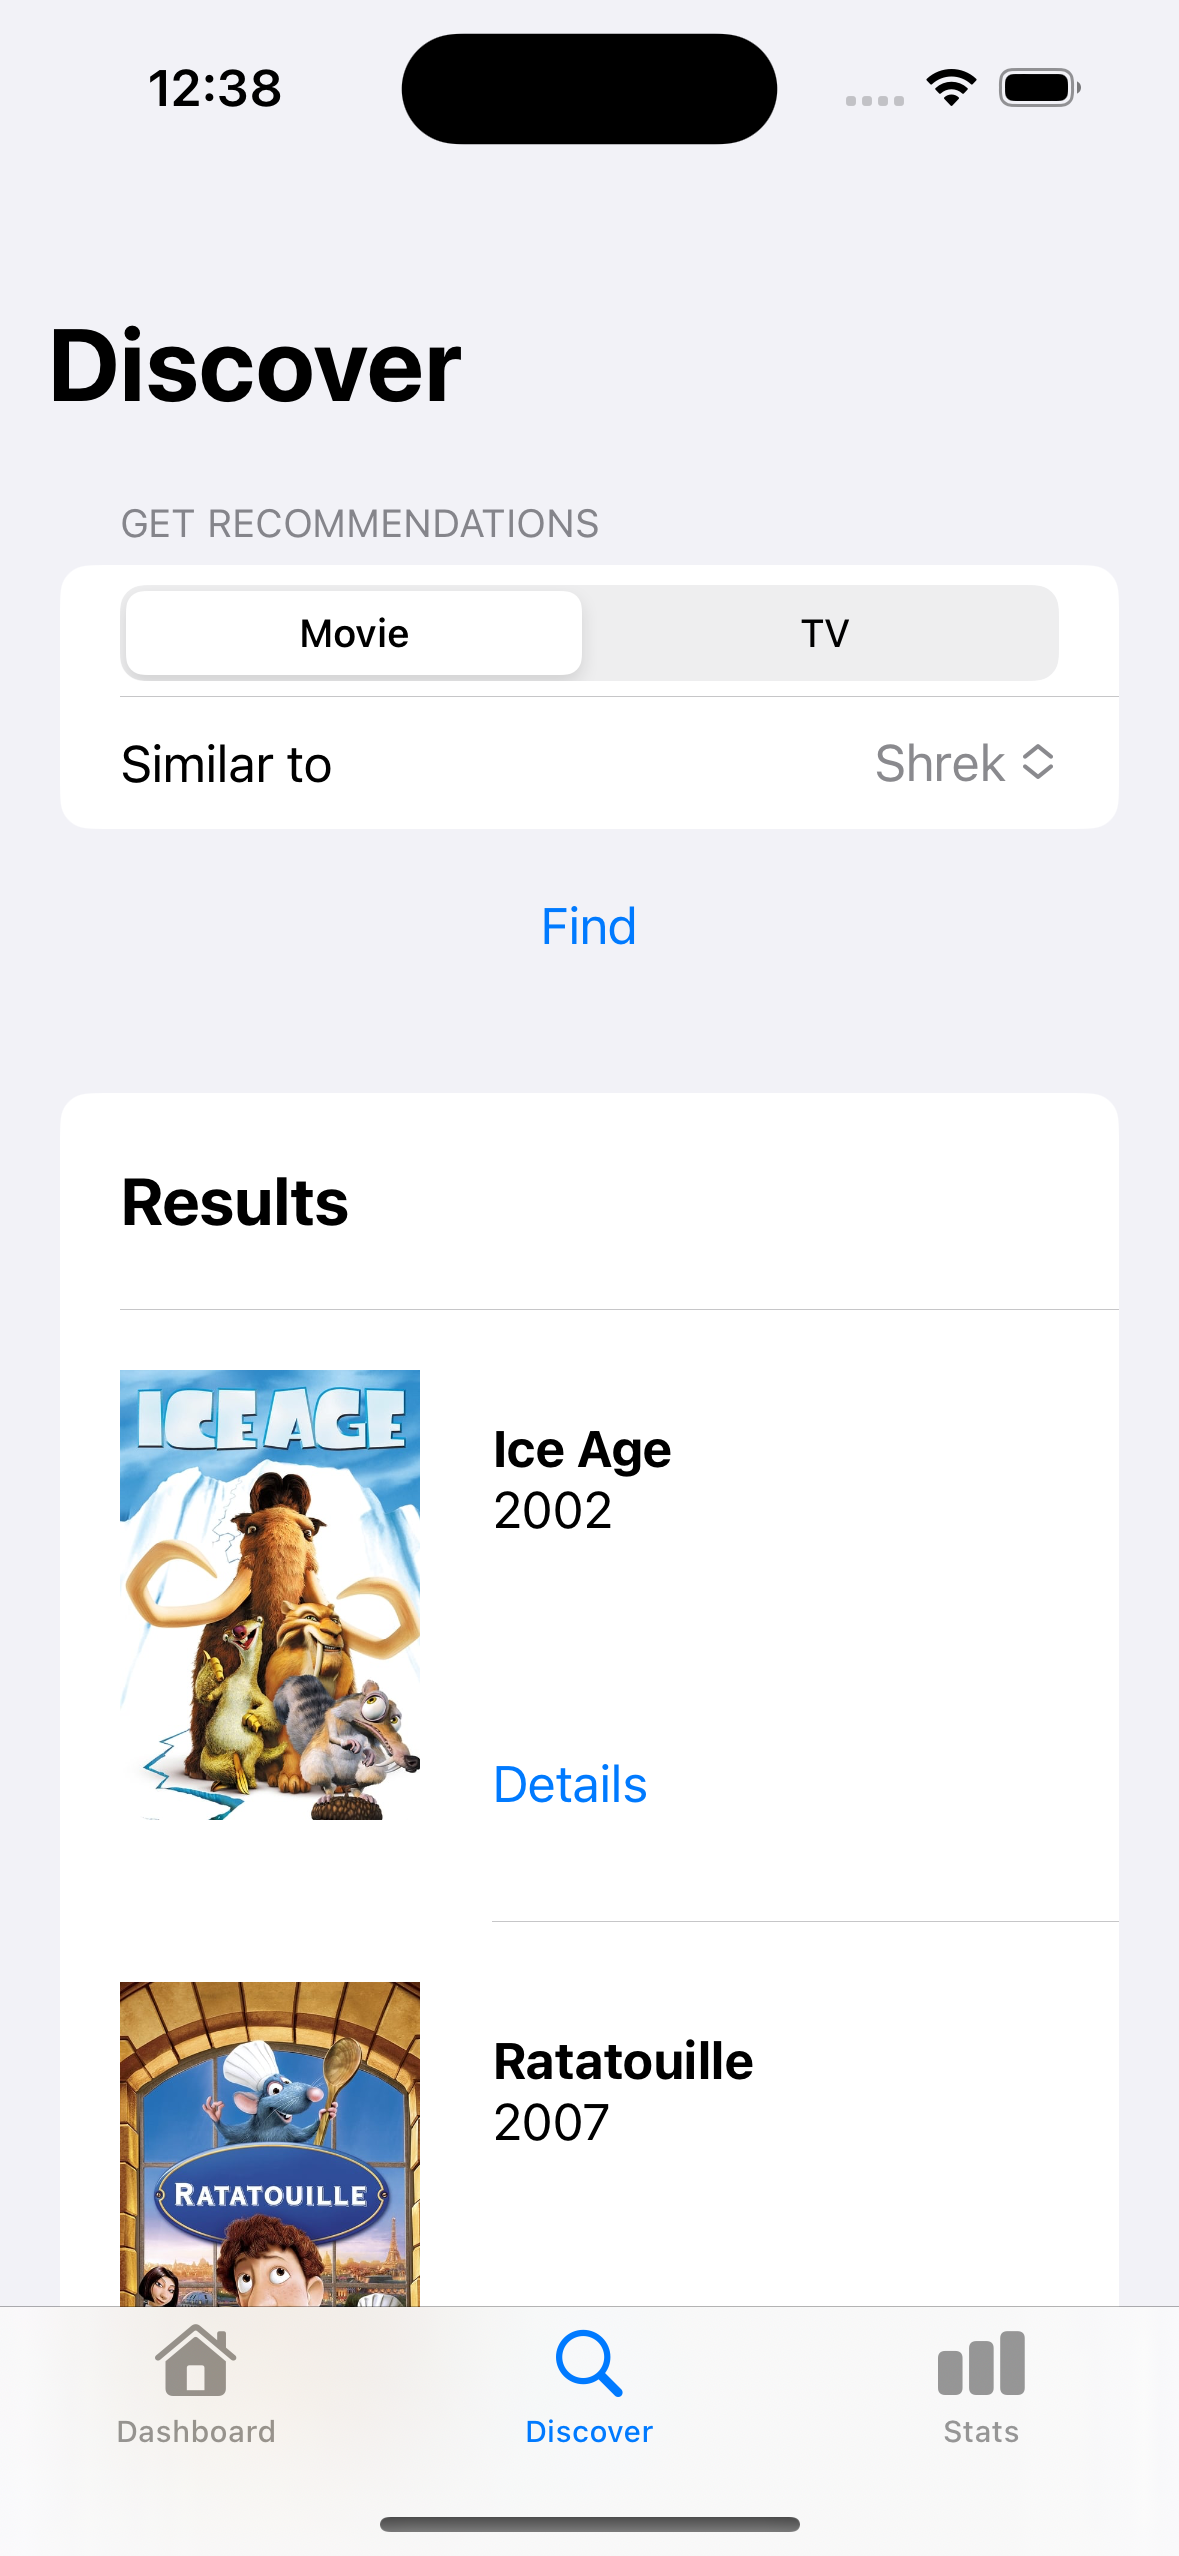 12:38
Discover
GET RECOMMENDATIONS
Movie
TV
Similar to
Shrek
Find
Results
ICE AGE
Ice Age
2002
Details
RATATOUILLE
Ratatouille
2007
Dashboard
Discover
Stats